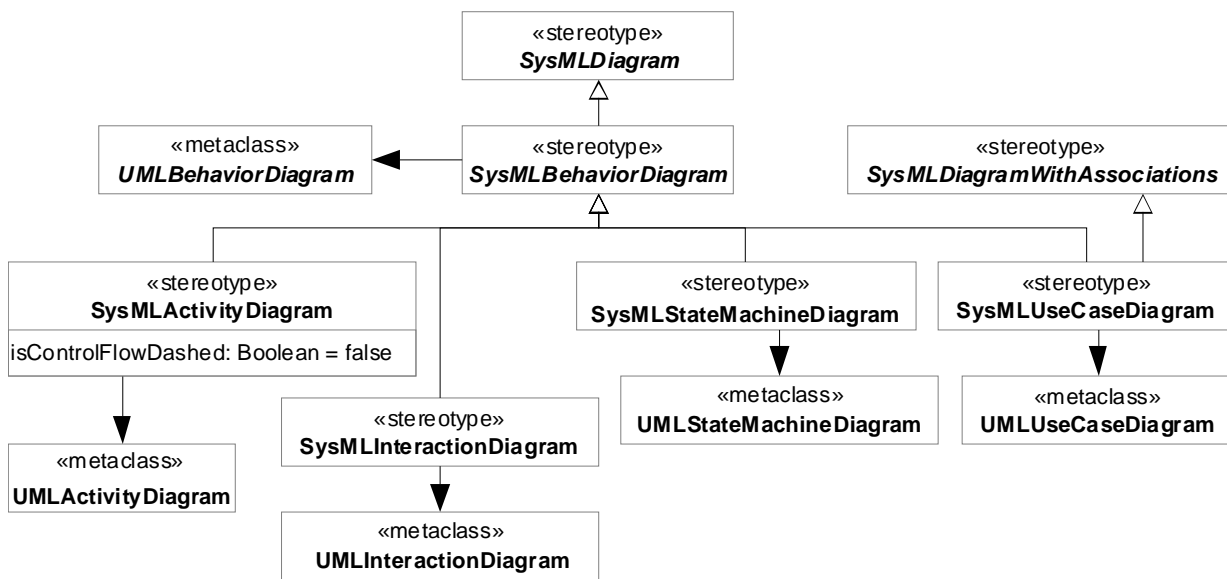 «stereotype»
SysMLDiagram
«metaclass»
UMLBehaviorDiagram
«stereotype»
SysMLBehaviorDiagram
«stereotype»
SysMLDiagramWithAssociations
«stereotype»
SysMLActivityDiagram
isControlFlowDashed: Boolean = false
«stereotype»
SysMLStateMachineDiagram
«stereotype»
SysMLUseCaseDiagram
«metaclass»
UMLStateMachineDiagram
«metaclass»
UMLUseCaseDiagram
«stereotype»
SysMLInteractionDiagram
«metaclass»
UMLActivityDiagram
«metaclass»
UMLInteractionDiagram